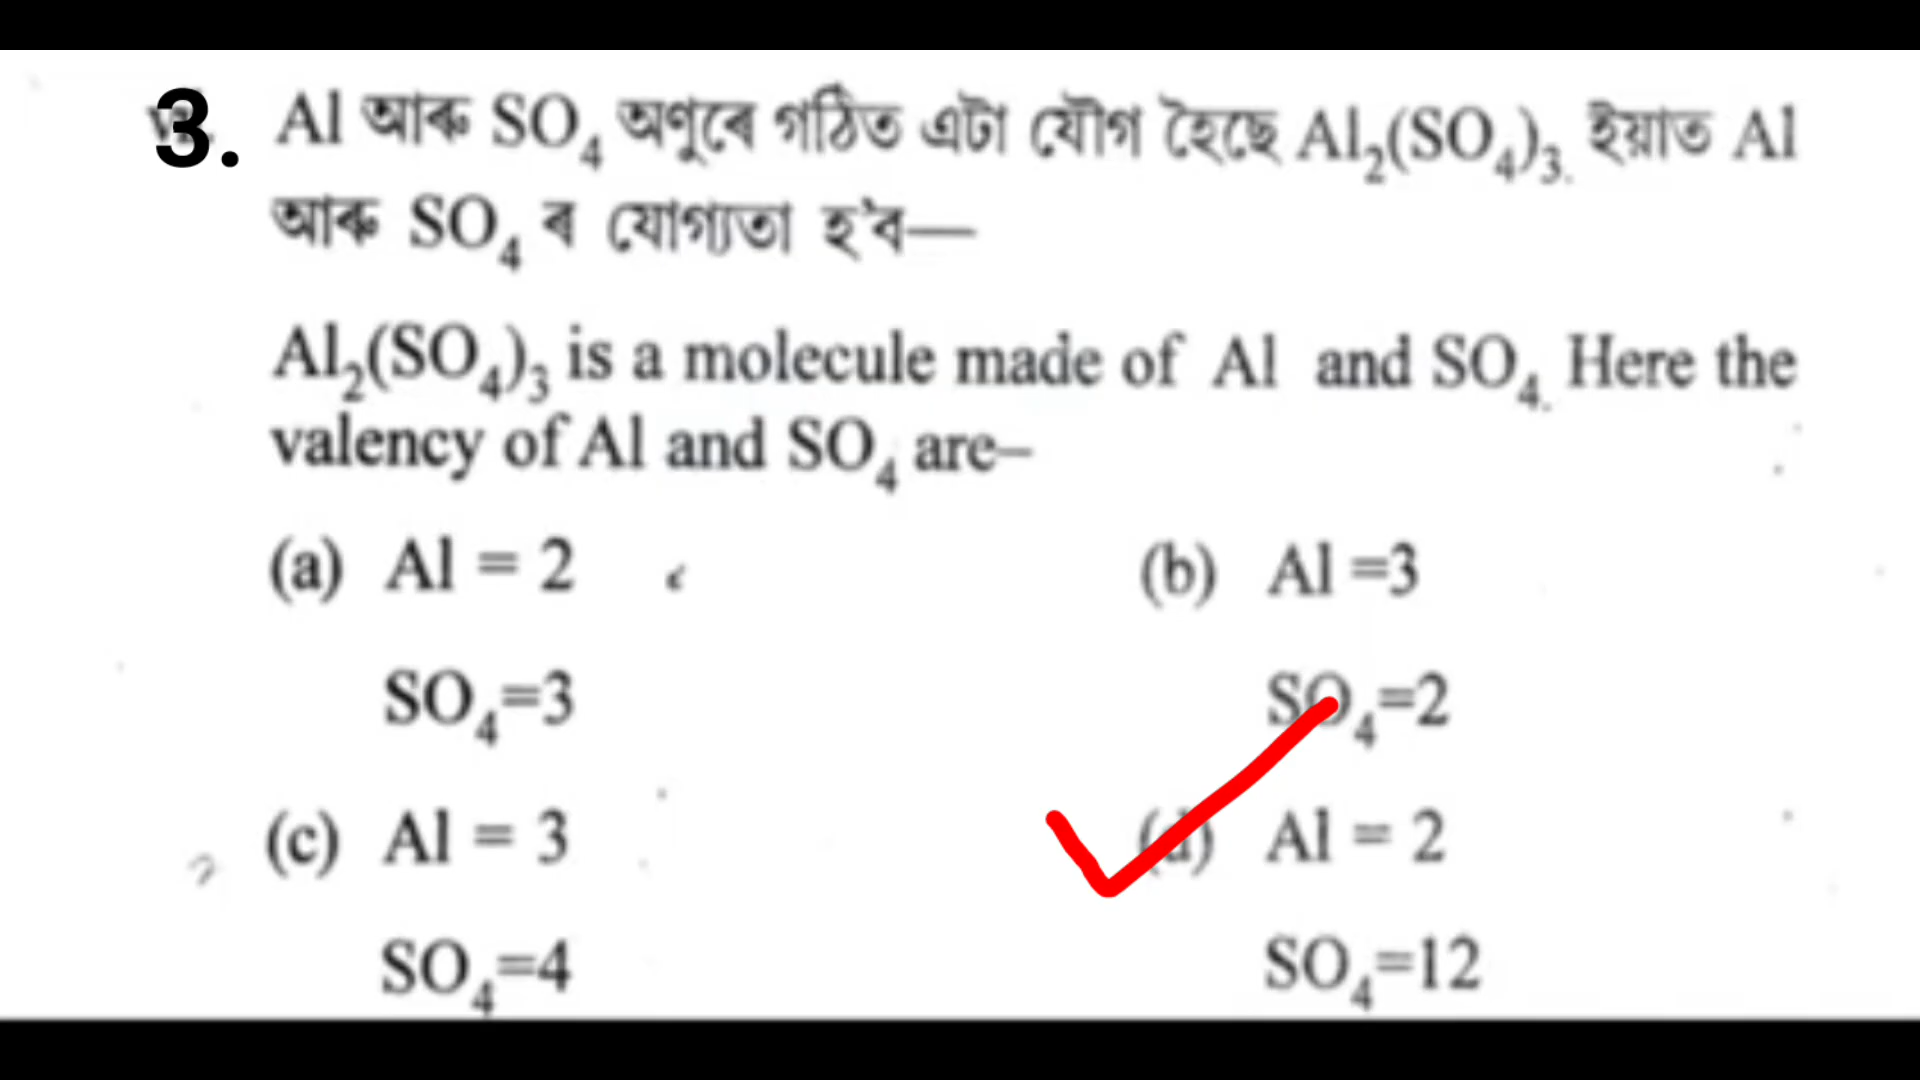 3. Al আৰু SO₄ অণুৰে গঠিত এটা যৌগ হৈছে Al₂(SO₄)₃. ইয়াত Al
আৰু SO₄ ৰ যোগ্যতা হ'ব—
Al₂(SO₄)₃ is a molecule made of Al and SO₄. Here the
valency of Al and SO₄ are–
(a) Al = 2
SO₄=3
(b) Al =3
SO₄=2
(c) Al = 3
SO₄=4
(d) Al = 2
SO₄=12